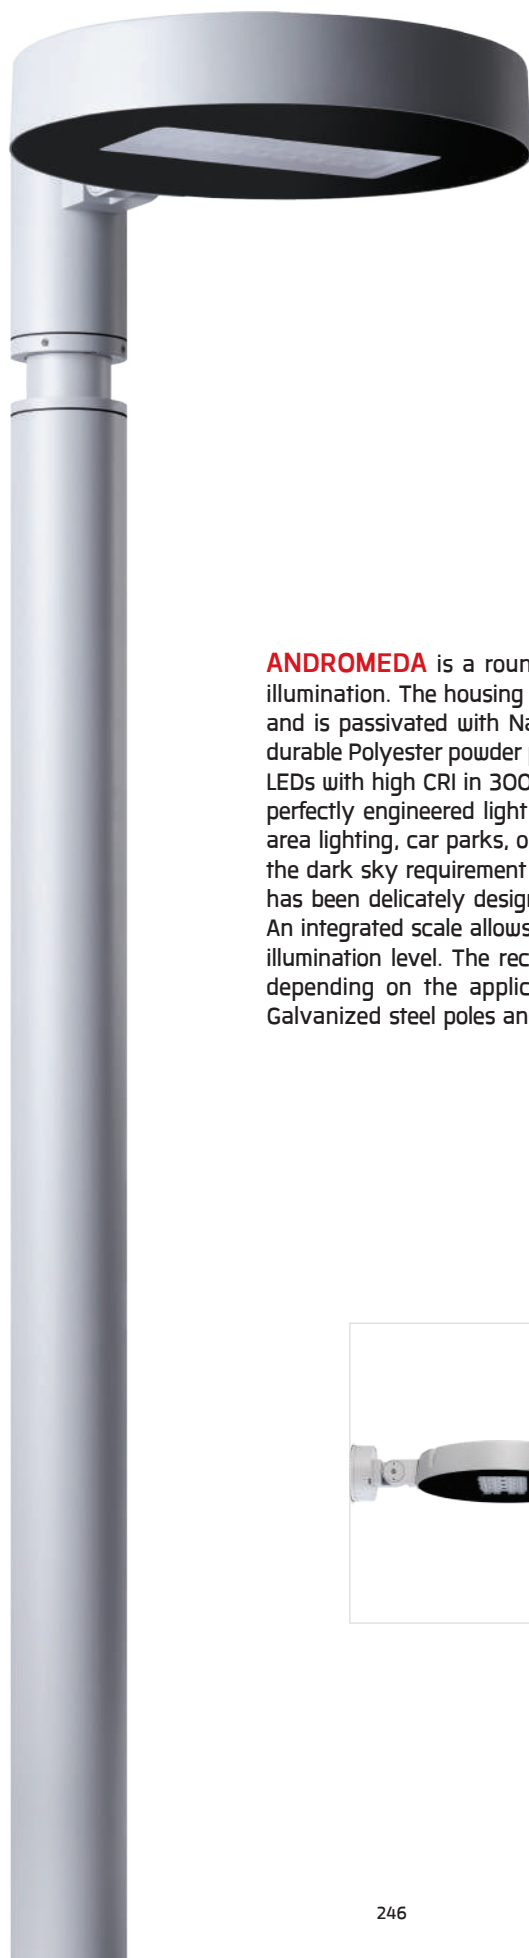 ANDROMEDA is a roun
illumination. The housing
and is passivated with Na
durable Polyester powder
LEDs with high CRI in 300
perfectly engineered light
area lighting, car parks, o
the dark sky requirement
has been delicately desig
An integrated scale allows
illumination level. The rec
depending on the applic
Galvanized steel poles an
246